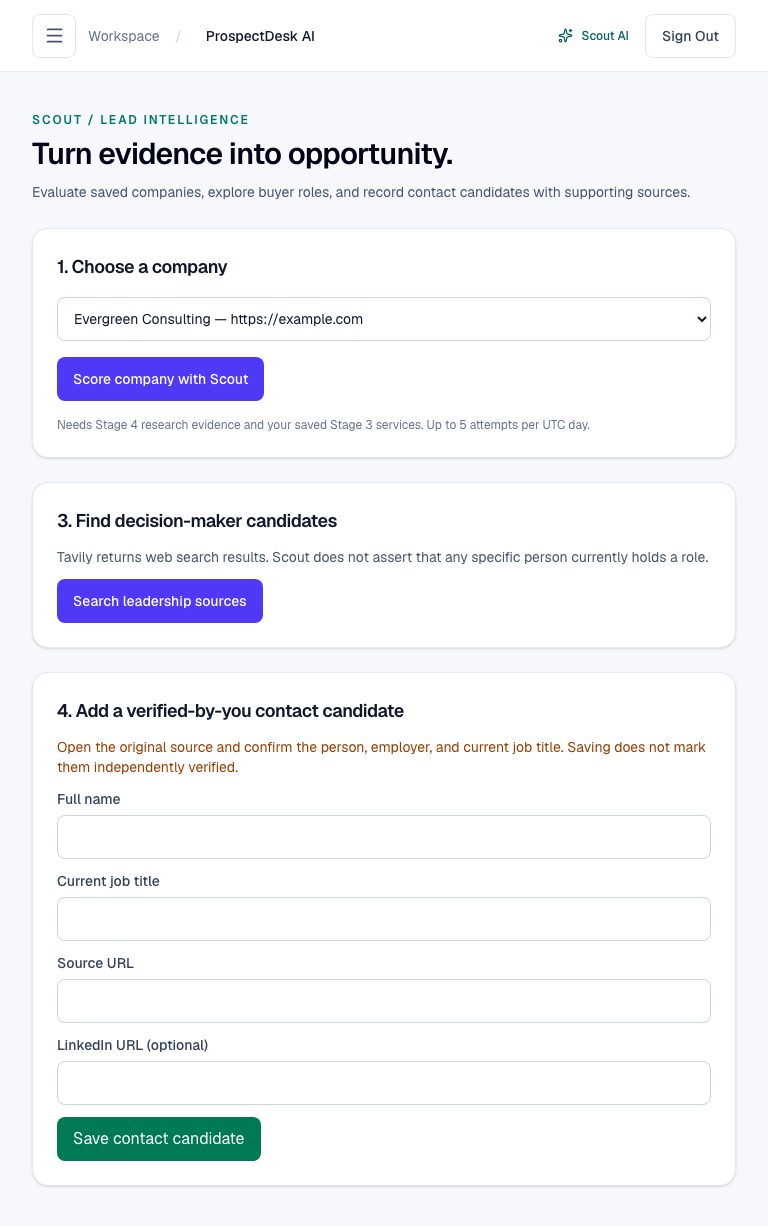 Workspace / ProspectDesk AI
Scout AI
Sign Out
SCOUT / LEAD INTELLIGENCE
Turn evidence into opportunity.
Evaluate saved companies, explore buyer roles, and record contact candidates with supporting sources.
1. Choose a company
Evergreen Consulting — https://example.com
Score company with Scout
Needs Stage 4 research evidence and your saved Stage 3 services. Up to 5 attempts per UTC day.
3. Find decision-maker candidates
Tavily returns web search results. Scout does not assert that any specific person currently holds a role.
Search leadership sources
4. Add a verified-by-you contact candidate
Open the original source and confirm the person, employer, and current job title. Saving does not mark
them independently verified.
Full name
Current job title
Source URL
LinkedIn URL (optional)
Save contact candidate